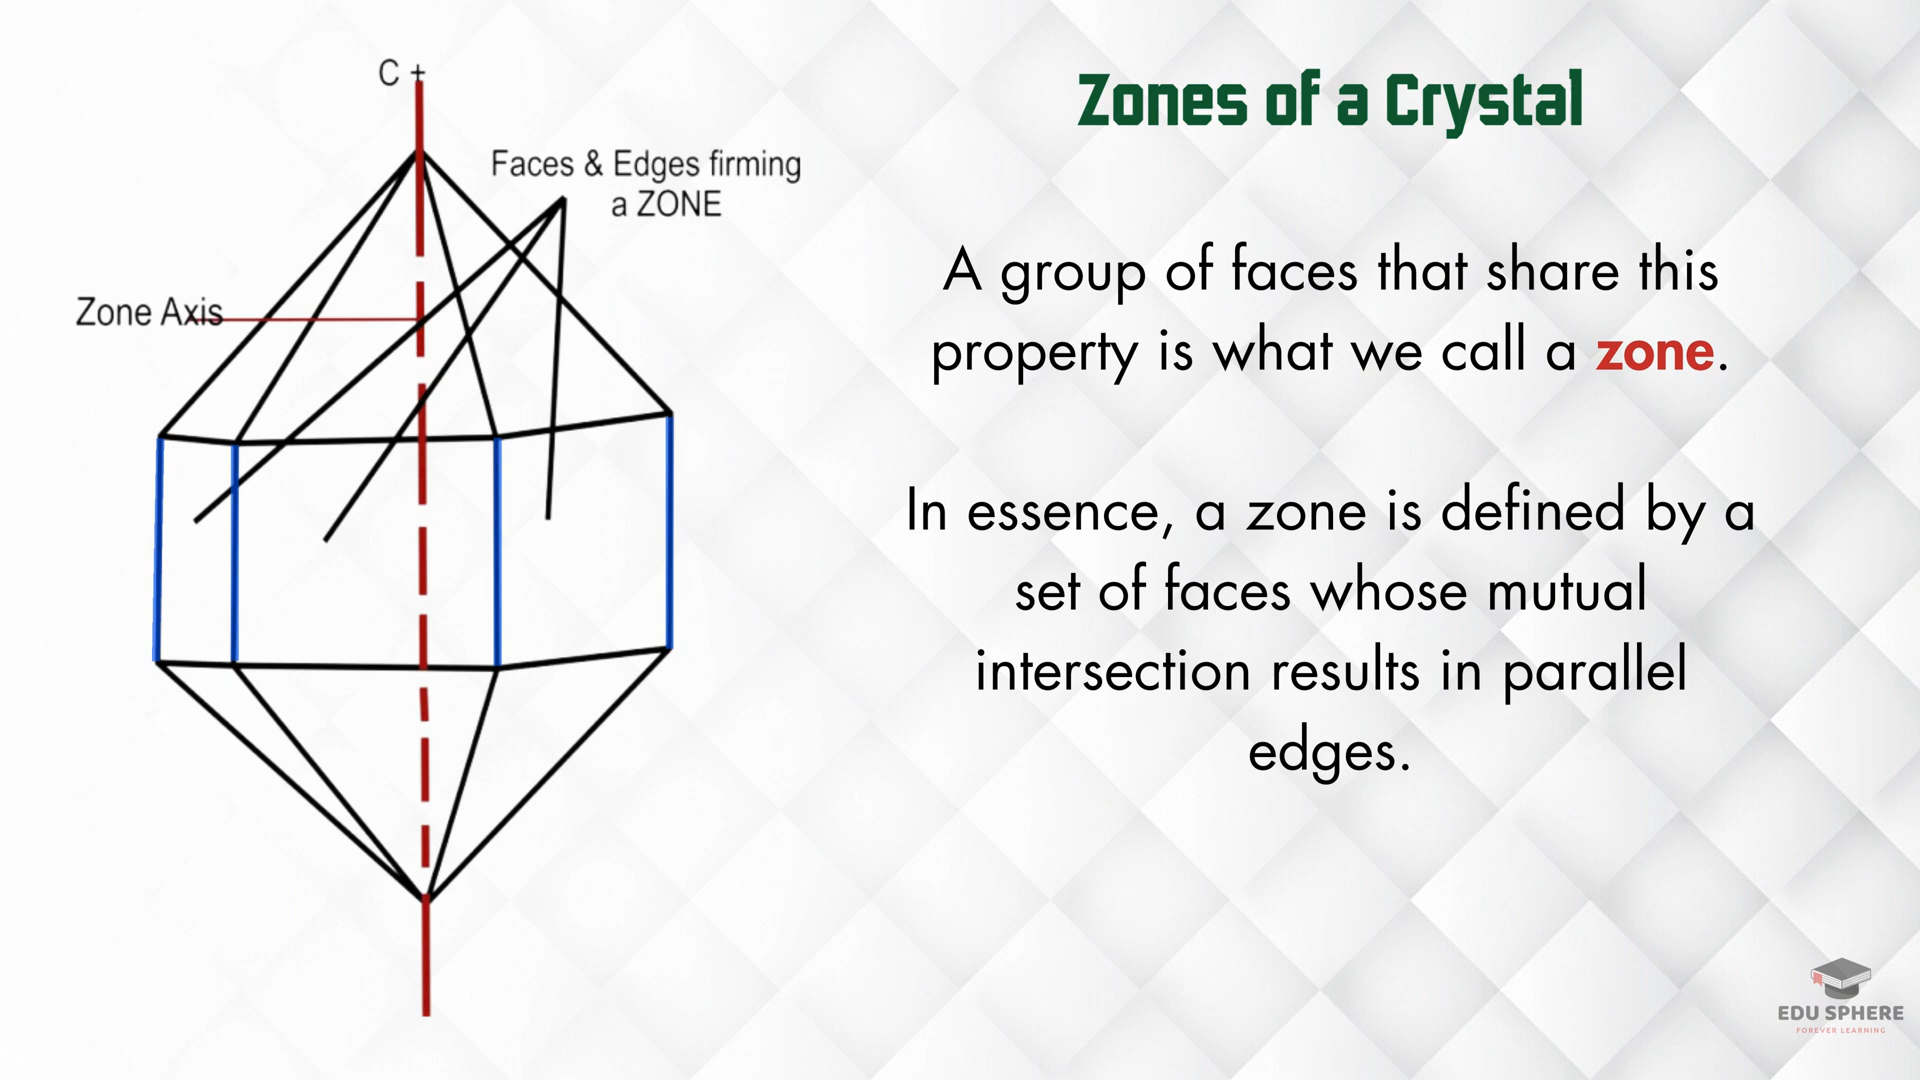 C +
Faces & Edges firming
a ZONE
Zone Axis
Zones of a Crystal
A group of faces that share this
property is what we call a zone.
In essence, a zone is defined by a
set of faces whose mutual
intersection results in parallel
edges.
EDU SPHERE
FOREVER LEARNING